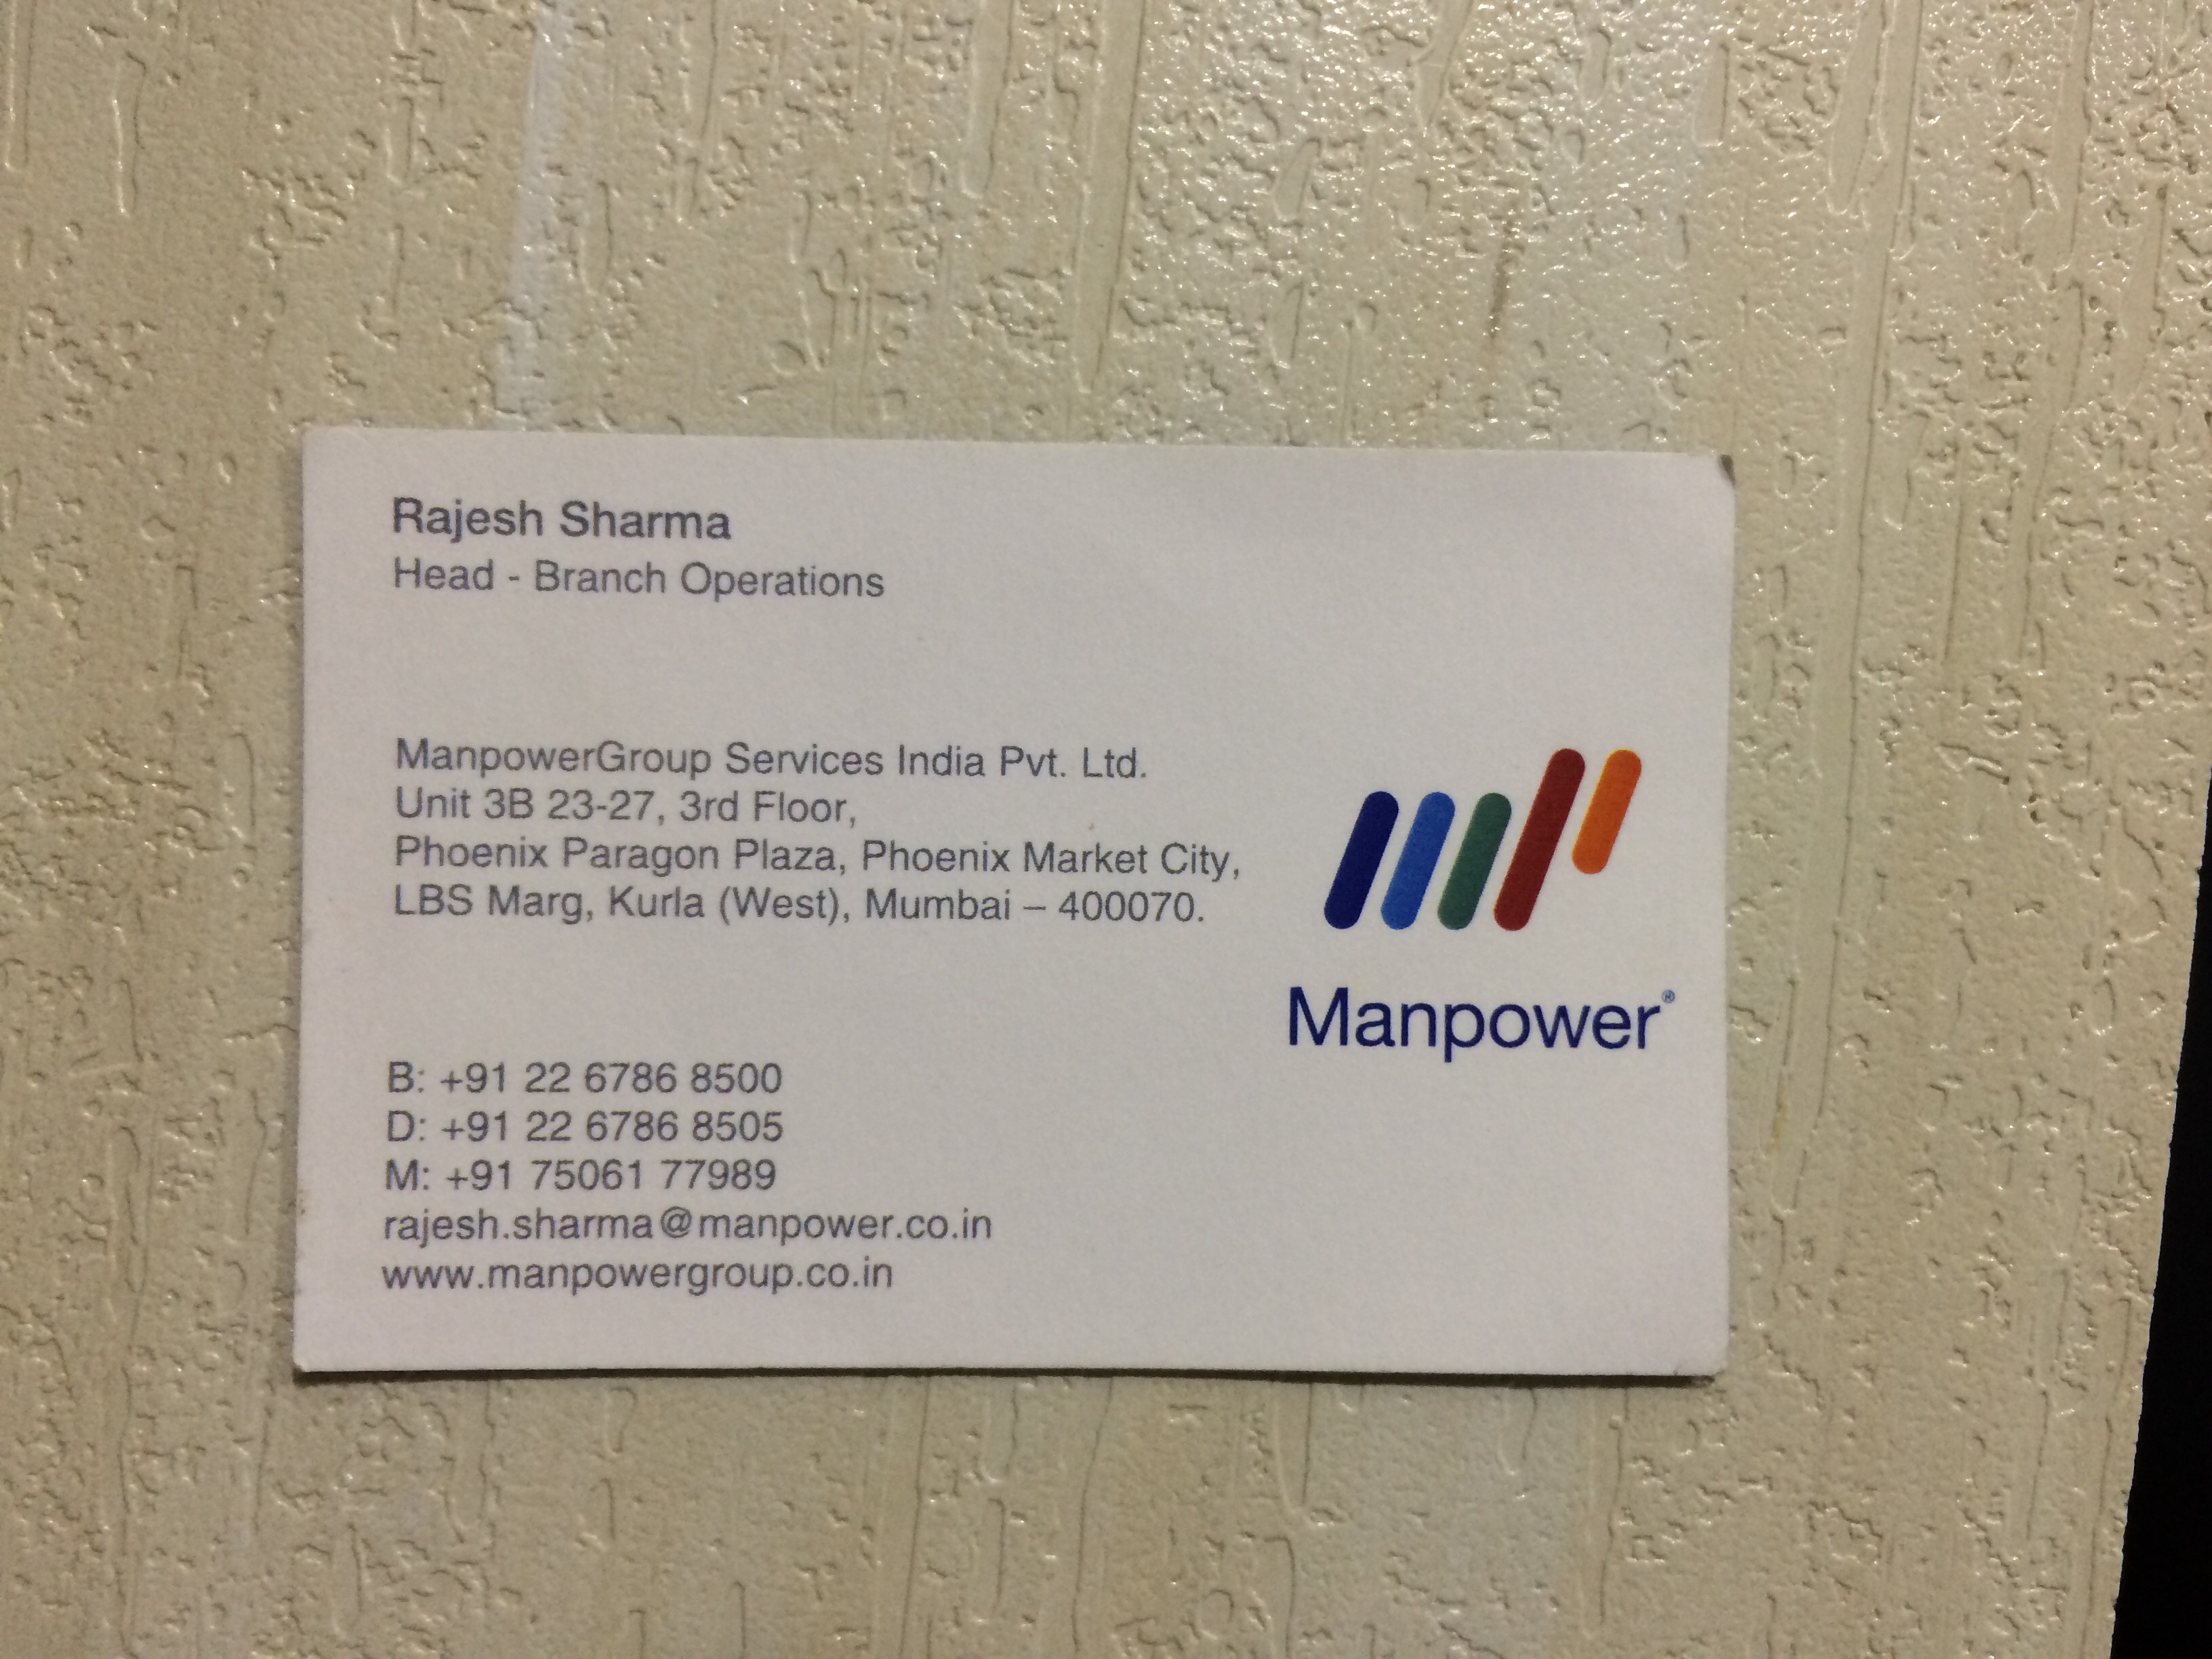 Rajesh Sharma
Head - Branch Operations
ManpowerGroup Services India Pvt. Ltd.
Unit 3B 23-27, 3rd Floor,
Phoenix Paragon Plaza, Phoenix Market City,
LBS Marg, Kurla (West), Mumbai – 400070.
Manpower®
B: +91 22 6786 8500
D: +91 22 6786 8505
M: +91 75061 77989
rajesh.sharma@manpower.co.in
www.manpowergroup.co.in